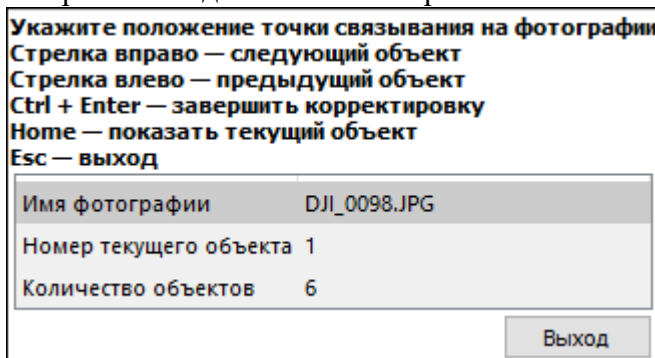 Укажите положение точки связывания на фотографии
Стрелка вправо — следующий объект
Стрелка влево — предыдущий объект
Ctrl + Enter — завершить корректировку
Home — показать текущий объект
Esc — выход
Имя фотографии DJI_0098.JPG
Номер текущего объекта 1
Количество объектов 6
Выход